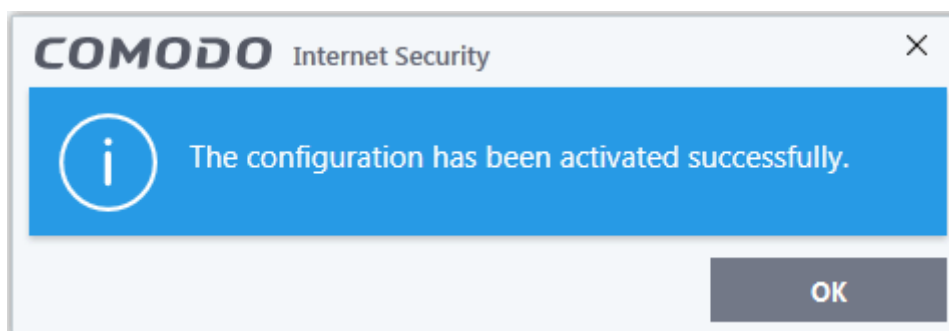 COMODO Internet Security
The configuration has been activated successfully.
OK